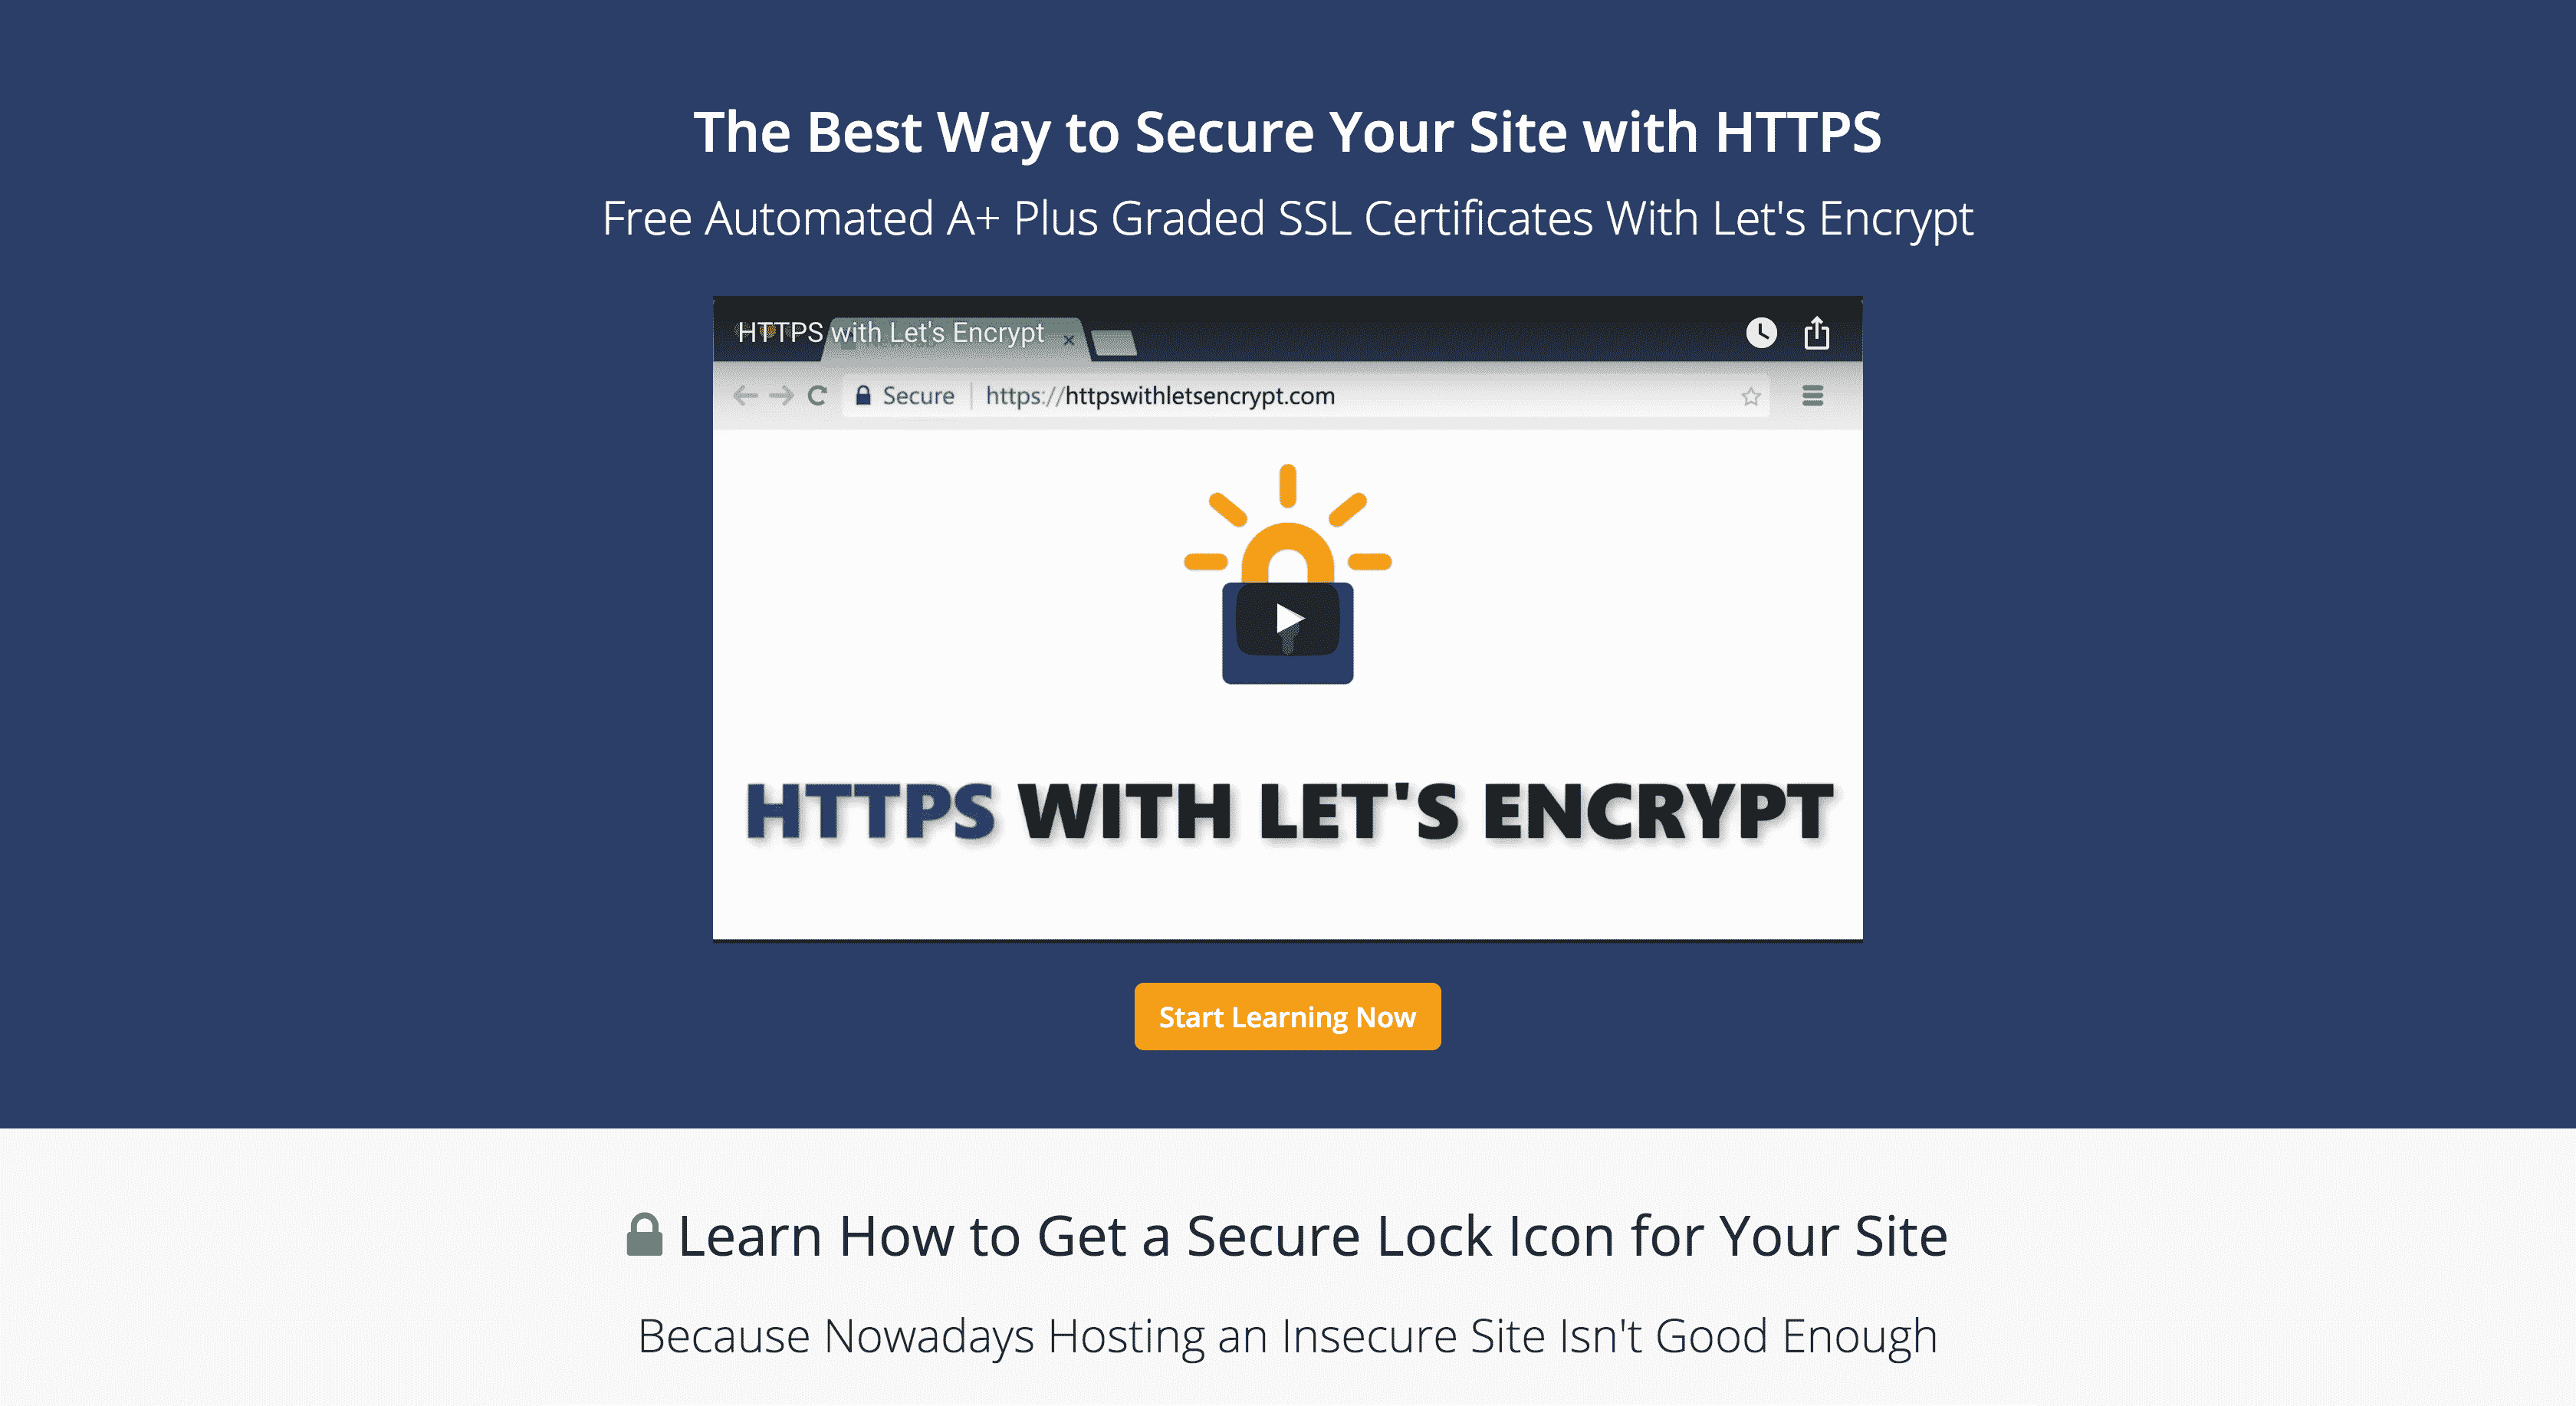 The Best Way to Secure Your Site with HTTPS
Free Automated A+ Plus Graded SSL Certificates With Let's Encrypt
HTTPS with Let's Encrypt
Secure https://httpswithletsencrypt.com
HTTPS WITH LET'S ENCRYPT
Start Learning Now
Learn How to Get a Secure Lock Icon for Your Site
Because Nowadays Hosting an Insecure Site Isn't Good Enough